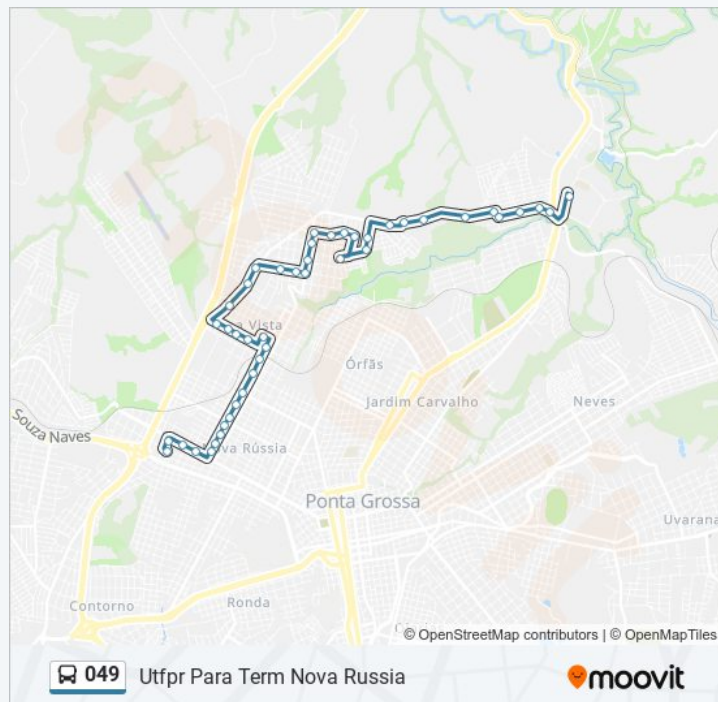 a Vista
Órfãs
Jardim Carvalho
Neves
Souza Naves
ova Rússia
Ponta Grossa
Uvarana
Contorno
Ronda
© OpenStreetMap contributors | © OpenMapTiles
049 Utfpr Para Term Nova Russia
moovit